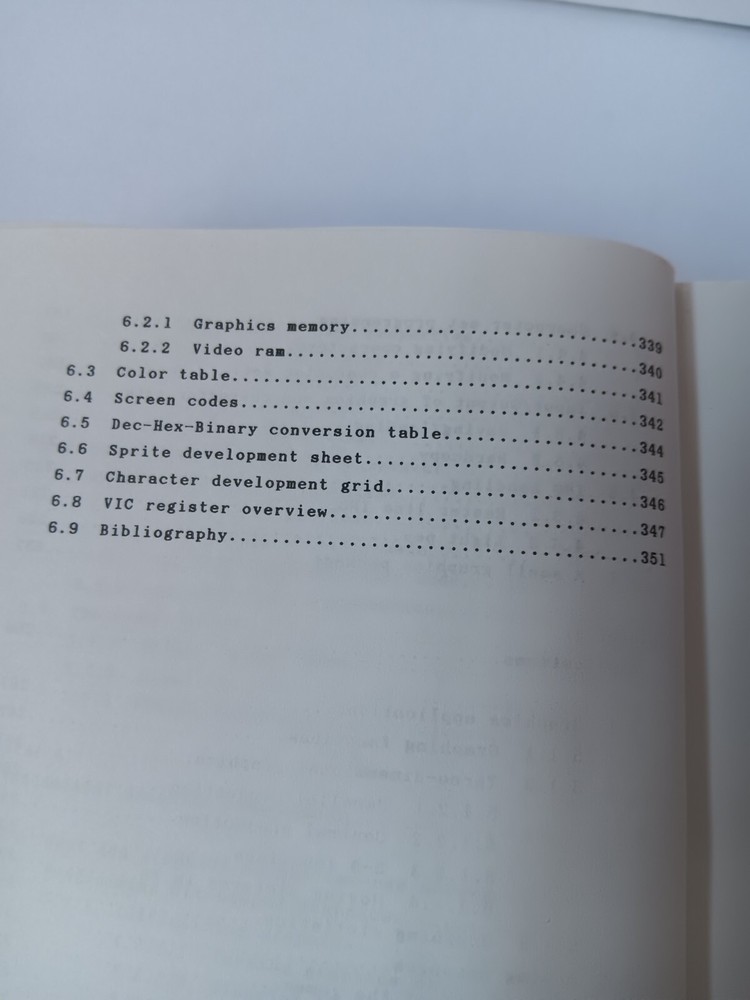 6.2.1 Graphics memory...........................339
6.2.2 Video ram.................................340
6.3 Color table.......................................341
6.4 Screen codes......................................342
6.5 Dec-Hex-Binary conversion table...................344
6.6 Sprite development sheet..........................345
6.7 Character development grid........................346
6.8 VIC register overview.............................347
6.9 Bibliography......................................351